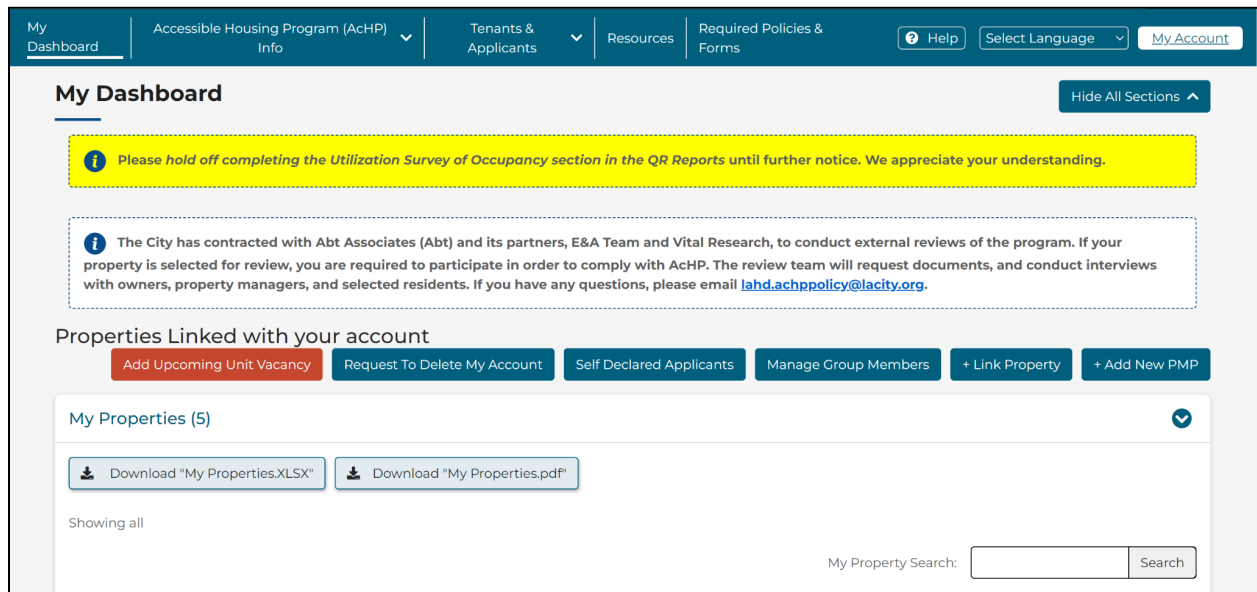 My Dashboard
Accessible Housing Program (AcHP) Info
Tenants & Applicants
Resources
Required Policies & Forms
Help
Select Language
My Account
My Dashboard
Hide All Sections
Please hold off completing the Utilization Survey of Occupancy section in the QR Reports until further notice. We appreciate your understanding.
The City has contracted with Abt Associates (Abt) and its partners, E&A Team and Vital Research, to conduct external reviews of the program. If your
property is selected for review, you are required to participate in order to comply with AcHP. The review team will request documents, and conduct interviews
with owners, property managers, and selected residents. If you have any questions, please email lahd.achppolicy@lacity.org.
Properties Linked with your account
Add Upcoming Unit Vacancy
Request To Delete My Account
Self Declared Applicants
Manage Group Members
+ Link Property
+ Add New PMP
My Properties (5)
Download "My Properties.XLSX"
Download "My Properties.pdf"
Showing all
My Property Search:
Search